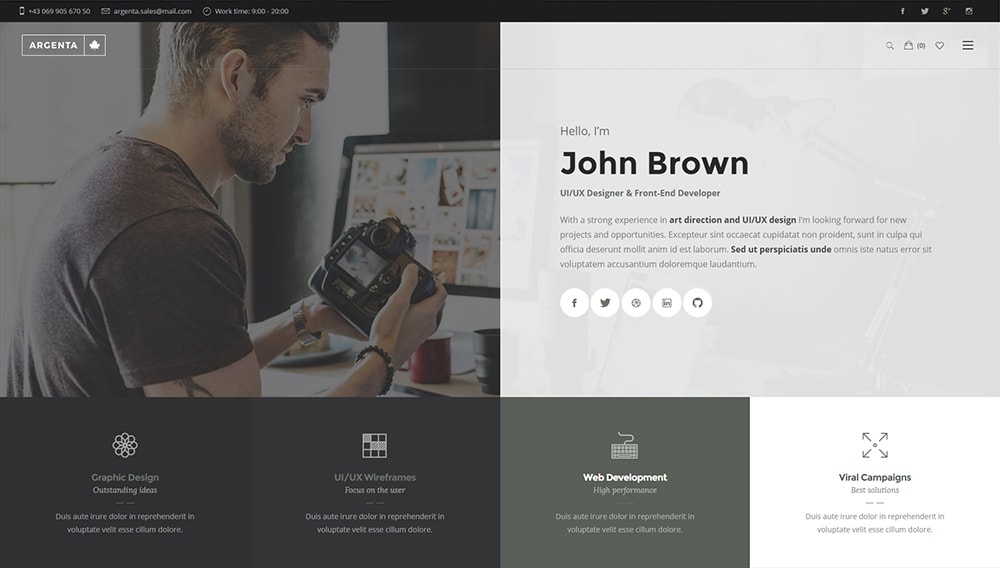 +43 069 905 670 50 argenta.sales@mail.com Work time: 9:00 - 20:00
ARGENTA
(0)
Hello, I'm
John Brown
UI/UX Designer & Front-End Developer
With a strong experience in art direction and UI/UX design I'm looking forward for new
projects and opportunities. Excepteur sint occaecat cupidatat non proident, sunt in culpa qui
officia deserunt mollit anim id est laborum. Sed ut perspiciatis unde omnis iste natus error sit
voluptatem accusantium doloremque laudantium.
Graphic Design
Outstanding ideas
Duis aute irure dolor in reprehenderit in
voluptate velit esse cillum dolore.
UI/UX Wireframes
Focus on the user
Duis aute irure dolor in reprehenderit in
voluptate velit esse cillum dolore.
Web Development
High performance
Duis aute irure dolor in reprehenderit in
voluptate velit esse cillum dolore.
Viral Campaigns
Best solutions
Duis aute irure dolor in reprehenderit in
voluptate velit esse cillum dolore.